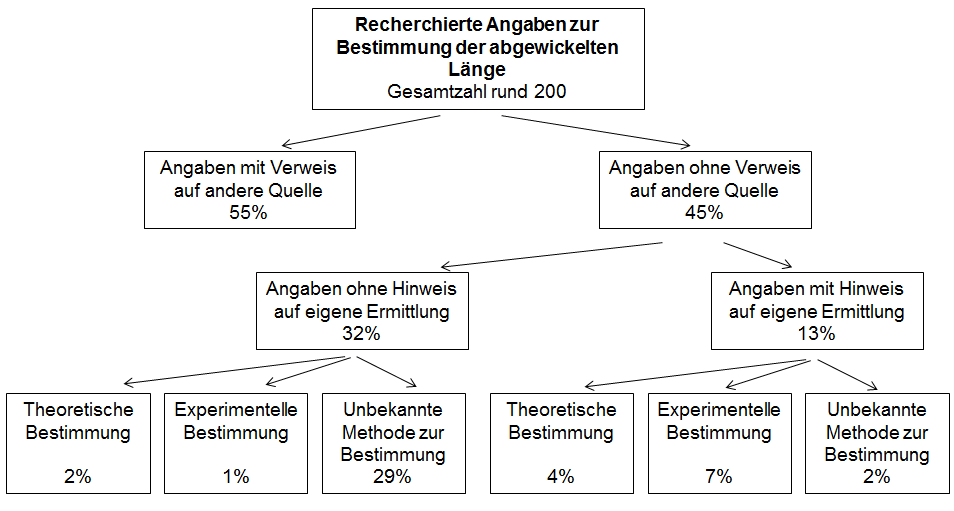 Recherchierte Angaben zur
Bestimmung der abgewickelten
Länge
Gesamtzahl rund 200
Angaben mit Verweis
auf andere Quelle
55%
Angaben ohne Verweis
auf andere Quelle
45%
Angaben ohne Hinweis
auf eigene Ermittlung
32%
Angaben mit Hinweis
auf eigene Ermittlung
13%
Theoretische
Bestimmung
2%
Experimentelle
Bestimmung
1%
Unbekannte
Methode zur
Bestimmung
29%
Theoretische
Bestimmung
4%
Experimentelle
Bestimmung
7%
Unbekannte
Methode zur
Bestimmung
2%